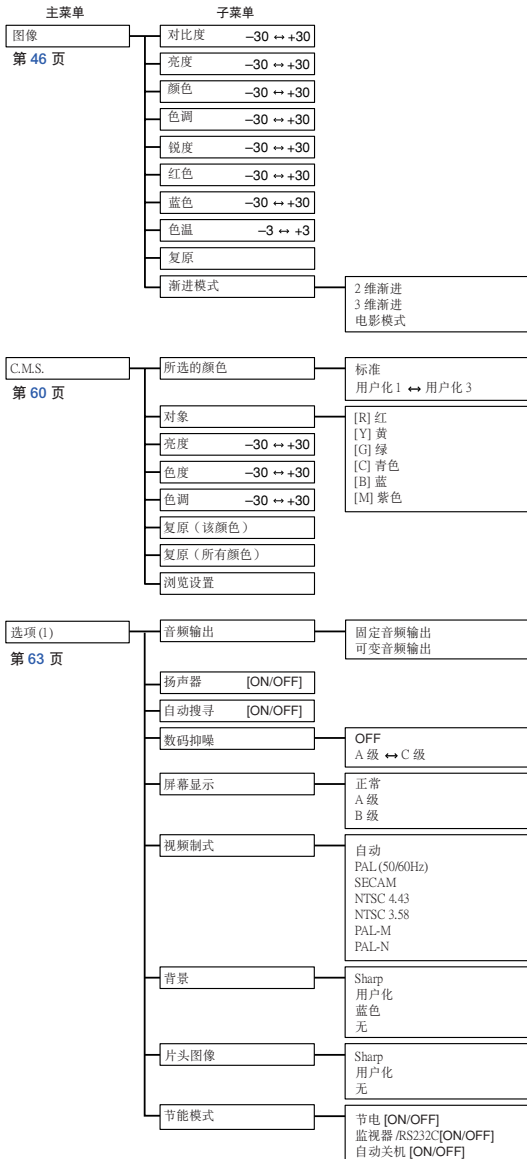 主菜单 子菜单
图像 对比度 –30 ↔ +30
第 46 页
亮度 –30 ↔ +30
颜色 –30 ↔ +30
色调 –30 ↔ +30
锐度 –30 ↔ +30
红色 –30 ↔ +30
蓝色 –30 ↔ +30
色温 –3 ↔ +3
复原
渐进模式
2 维渐进
3 维渐进
电影模式
C.M.S. 所选的颜色
第 60 页
标准
用户化 1 ↔ 用户化 3
对象
[R] 红
[Y] 黄
[G] 绿
[C] 青色
[B] 蓝
[M] 紫色
亮度 –30 ↔ +30
色度 –30 ↔ +30
色调 –30 ↔ +30
复原（该颜色）
复原（所有颜色）
浏览设置
选项 (1) 音频输出
第 63 页
固定音频输出
可变音频输出
扬声器 [ON/OFF]
自动搜寻 [ON/OFF]
数码抑噪
OFF
A 级 ↔ C 级
屏幕显示
正常
A 级
B 级
视频制式
自动
PAL (50/60Hz)
SECAM
NTSC 4.43
NTSC 3.58
PAL-M
PAL-N
背景
Sharp
用户化
蓝色
无
片头图像
Sharp
用户化
无
节能模式
节电 [ON/OFF]
监视器 /RS232C[ON/OFF]
自动关机 [ON/OFF]